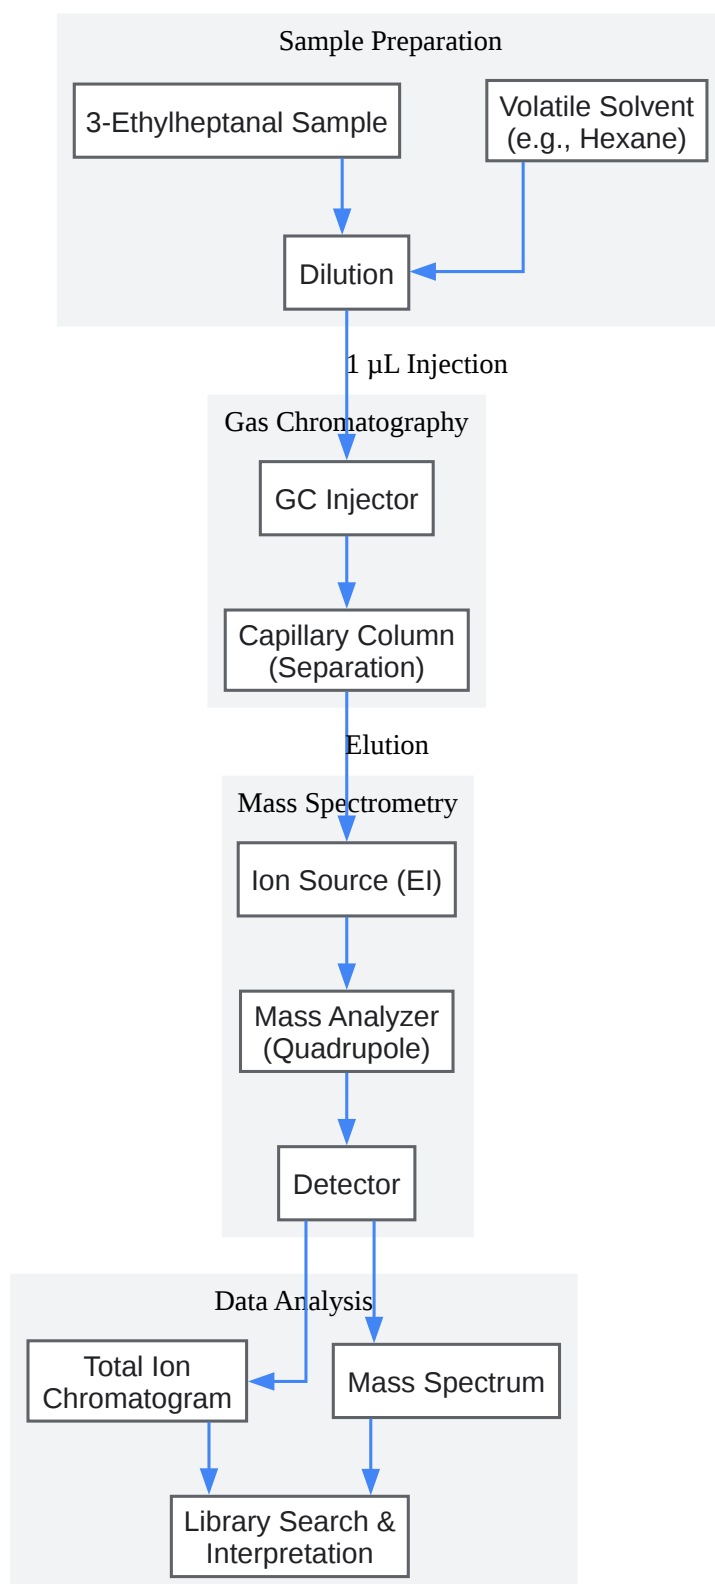 Sample Preparation
3-Ethylheptanal Sample
Volatile Solvent
(e.g., Hexane)
Dilution
1 µL Injection
Gas Chromatography
GC Injector
Capillary Column
(Separation)
Elution
Mass Spectrometry
Ion Source (EI)
Mass Analyzer
(Quadrupole)
Detector
Data Analysis
Total Ion
Chromatogram
Mass Spectrum
Library Search &
Interpretation